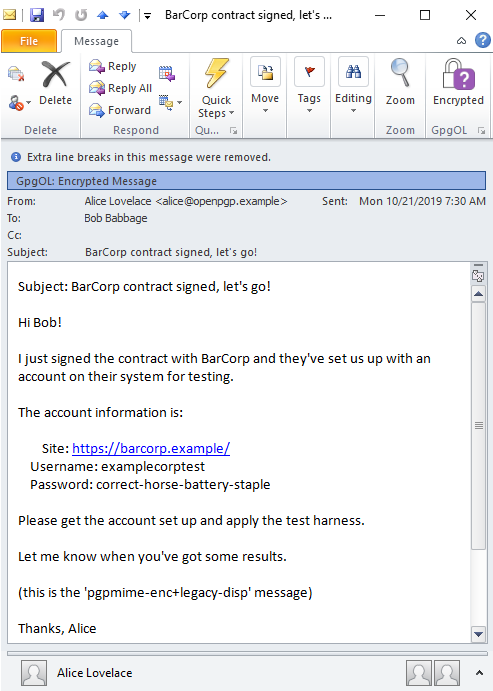 BarCorp contract signed, let's ...
File
Message
Reply
Reply All
Forward
Delete
Quick
Steps
Move
Tags
Editing
Zoom
Encrypted
Delete
Respond
Qu...
Zoom
GpgOL
Extra line breaks in this message were removed.
GpgOL: Encrypted Message
From: Alice Lovelace <alice@openpgp.example> Sent: Mon 10/21/2019 7:30 AM
To: Bob Babbage
Cc:
Subject: BarCorp contract signed, let's go!
Subject: BarCorp contract signed, let's go!
Hi Bob!
I just signed the contract with BarCorp and they've set us up with an
account on their system for testing.
The account information is:
Site: https://barcorp.example/
Username: examplecorptest
Password: correct-horse-battery-staple
Please get the account set up and apply the test harness.
Let me know when you've got some results.
(this is the 'pgpmime-enc+legacy-disp' message)
Thanks, Alice
Alice Lovelace